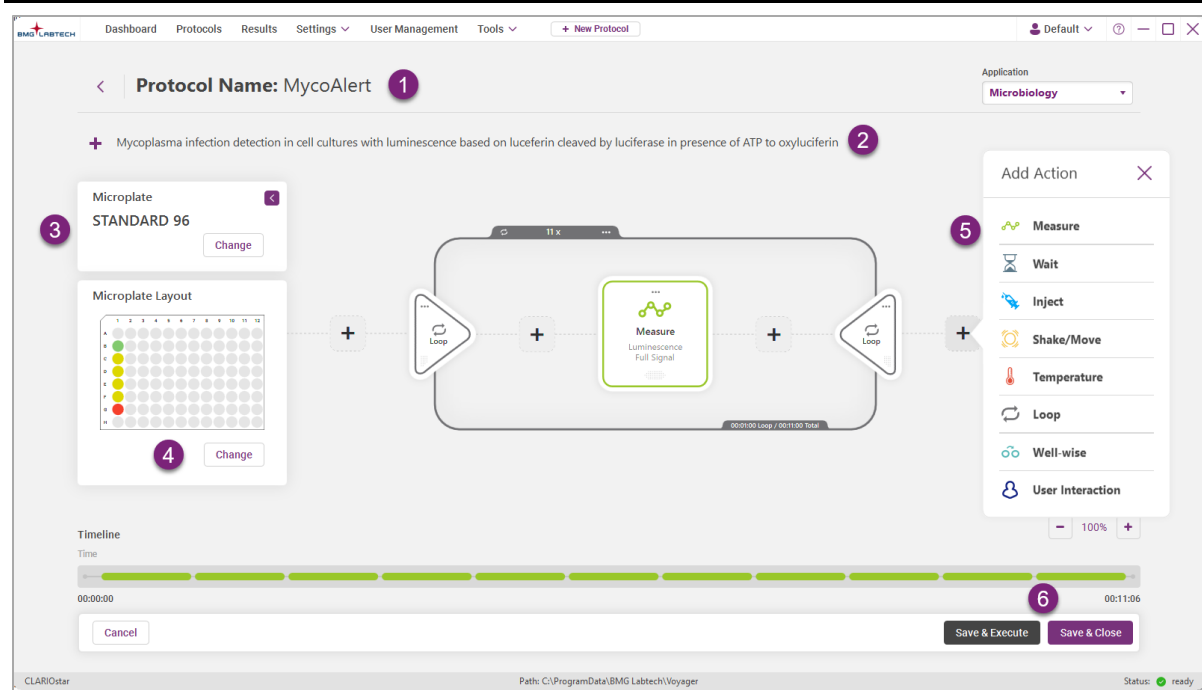 BMG LABTECH Dashboard Protocols Results Settings User Management Tools + New Protocol Default ?
Protocol Name: MycoAlert 1
Application
Microbiology
+ Mycoplasma infection detection in cell cultures with luminescence based on luceferin cleaved by luciferase in presence of ATP to oxyluciferin 2
Microplate
STANDARD 96
3
Change
Microplate Layout
1 2 3 4 5 6 7 8 9 10 11 12
A
B
C
D
E
F
G
H
4 Change
+
11 x ...
...
Loop
+
...
Measure
Luminescence
Full Signal
+
...
Loop
00:01:00 Loop / 00:11:00 Total
+
Add Action
5 Measure
Wait
Inject
Shake/Move
Temperature
Loop
Well-wise
User Interaction
− 100% +
Timeline
Time
00:00:00 00:11:06
6
Cancel Save & Execute Save & Close
CLARIOstar Path: C:\ProgramData\BMG Labtech\Voyager Status: ready